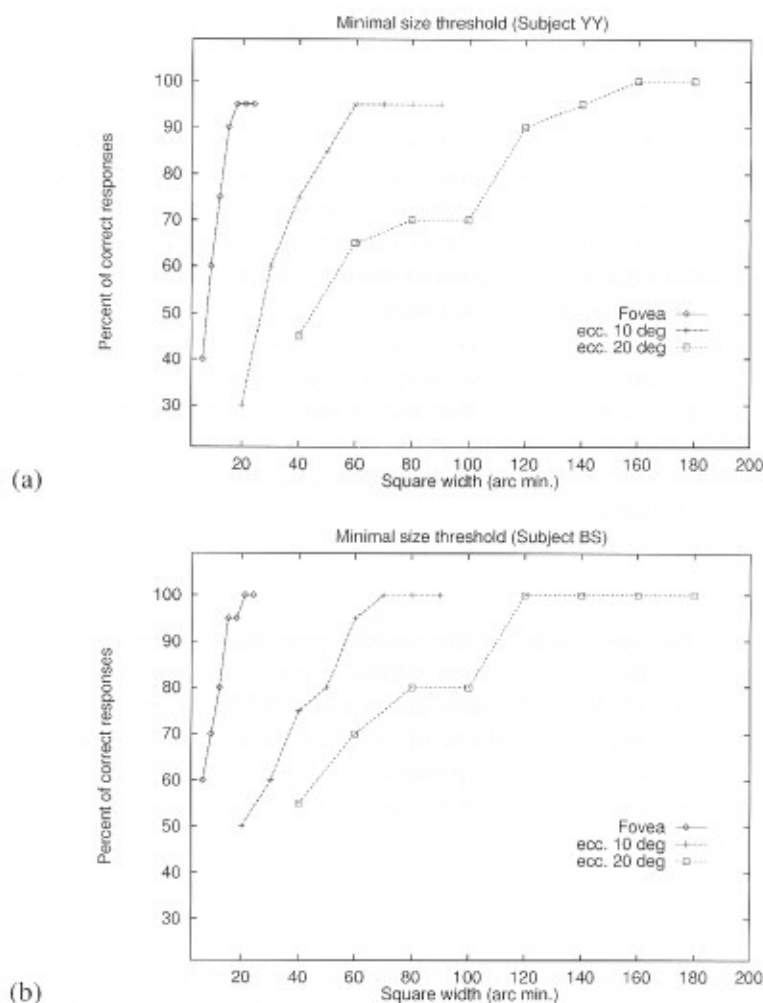 Minimal size threshold (Subject YY)
100
90
80
70
60
50
40
30
Percent of correct responses
Fovea
ecc. 10 deg
ecc. 20 deg
20 40 60 80 100 120 140 160 180 200
Square width (arc min.)
(a)
Minimal size threshold (Subject BS)
100
90
80
70
60
50
40
30
Percent of correct responses
Fovea
ecc. 10 deg
ecc. 20 deg
20 40 60 80 100 120 140 160 180 200
Square width (arc min.)
(b)